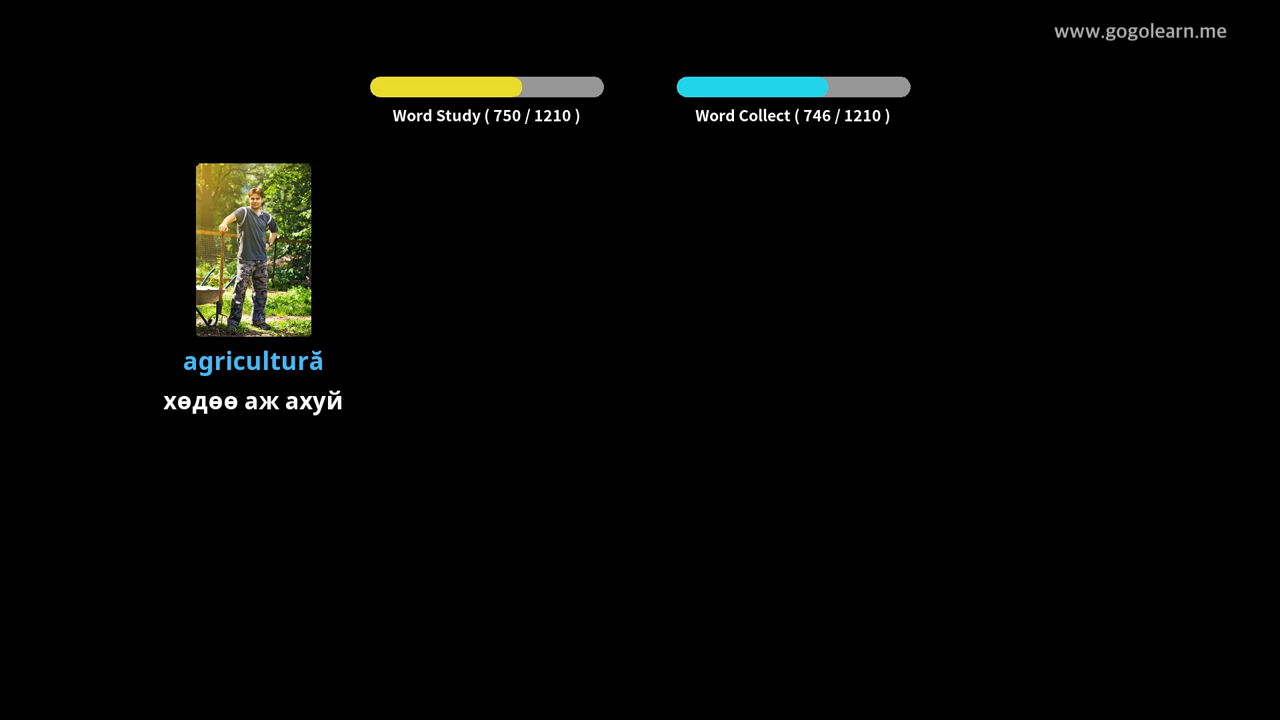 www.gogolearn.me
Word Study ( 750 / 1210 )
Word Collect ( 746 / 1210 )
agricultură
хөдөө аж ахуй